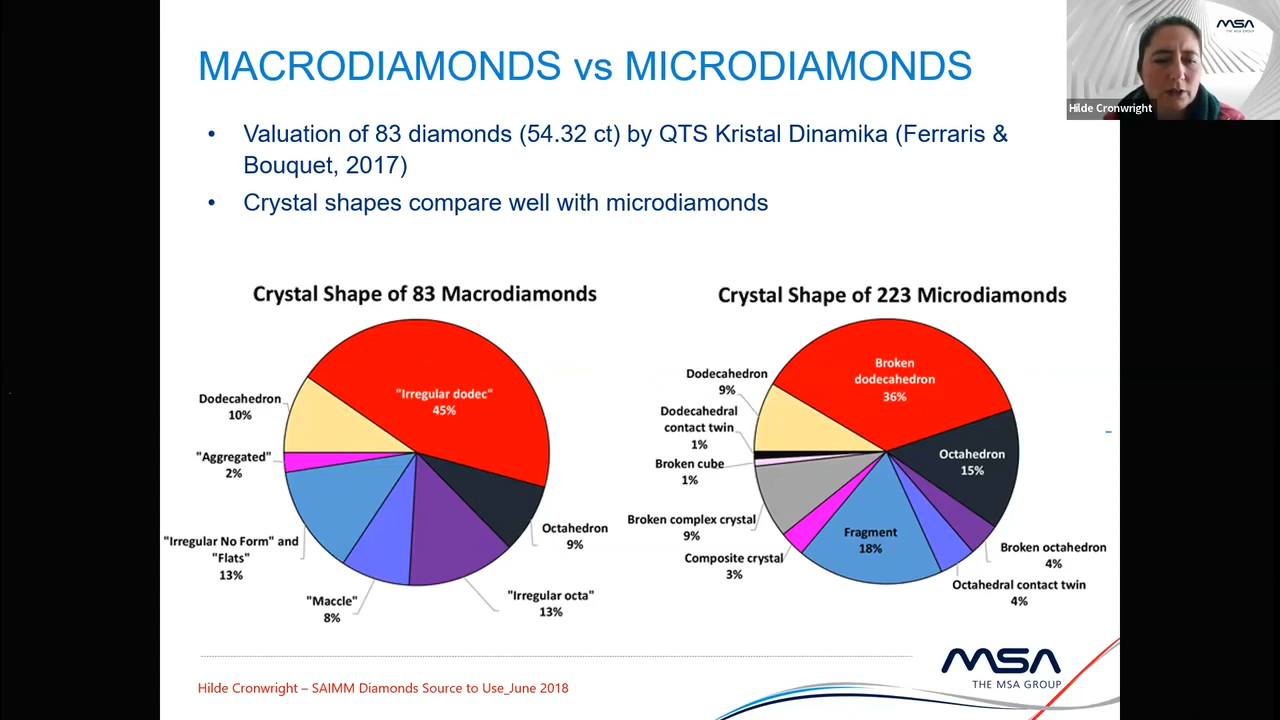 MACRODIAMONDS vs MICRODIAMONDS
MSA
THE MSA GROUP
Hilde Cronwright
• Valuation of 83 diamonds (54.32 ct) by QTS Kristal Dinamika (Ferraris &
Bouquet, 2017)
• Crystal shapes compare well with microdiamonds
Crystal Shape of 83 Macrodiamonds
"Irregular dodec"
45%
Octahedron
9%
"Irregular octa"
13%
"Maccle"
8%
"Irregular No Form" and
"Flats"
13%
"Aggregated"
2%
Dodecahedron
10%
Crystal Shape of 223 Microdiamonds
Broken
dodecahedron
36%
Octahedron
15%
Broken octahedron
4%
Octahedral contact twin
4%
Fragment
18%
Composite crystal
3%
Broken complex crystal
9%
Broken cube
1%
Dodecahedral
contact twin
1%
Dodecahedron
9%
Hilde Cronwright – SAIMM Diamonds Source to Use_June 2018
MSA
THE MSA GROUP